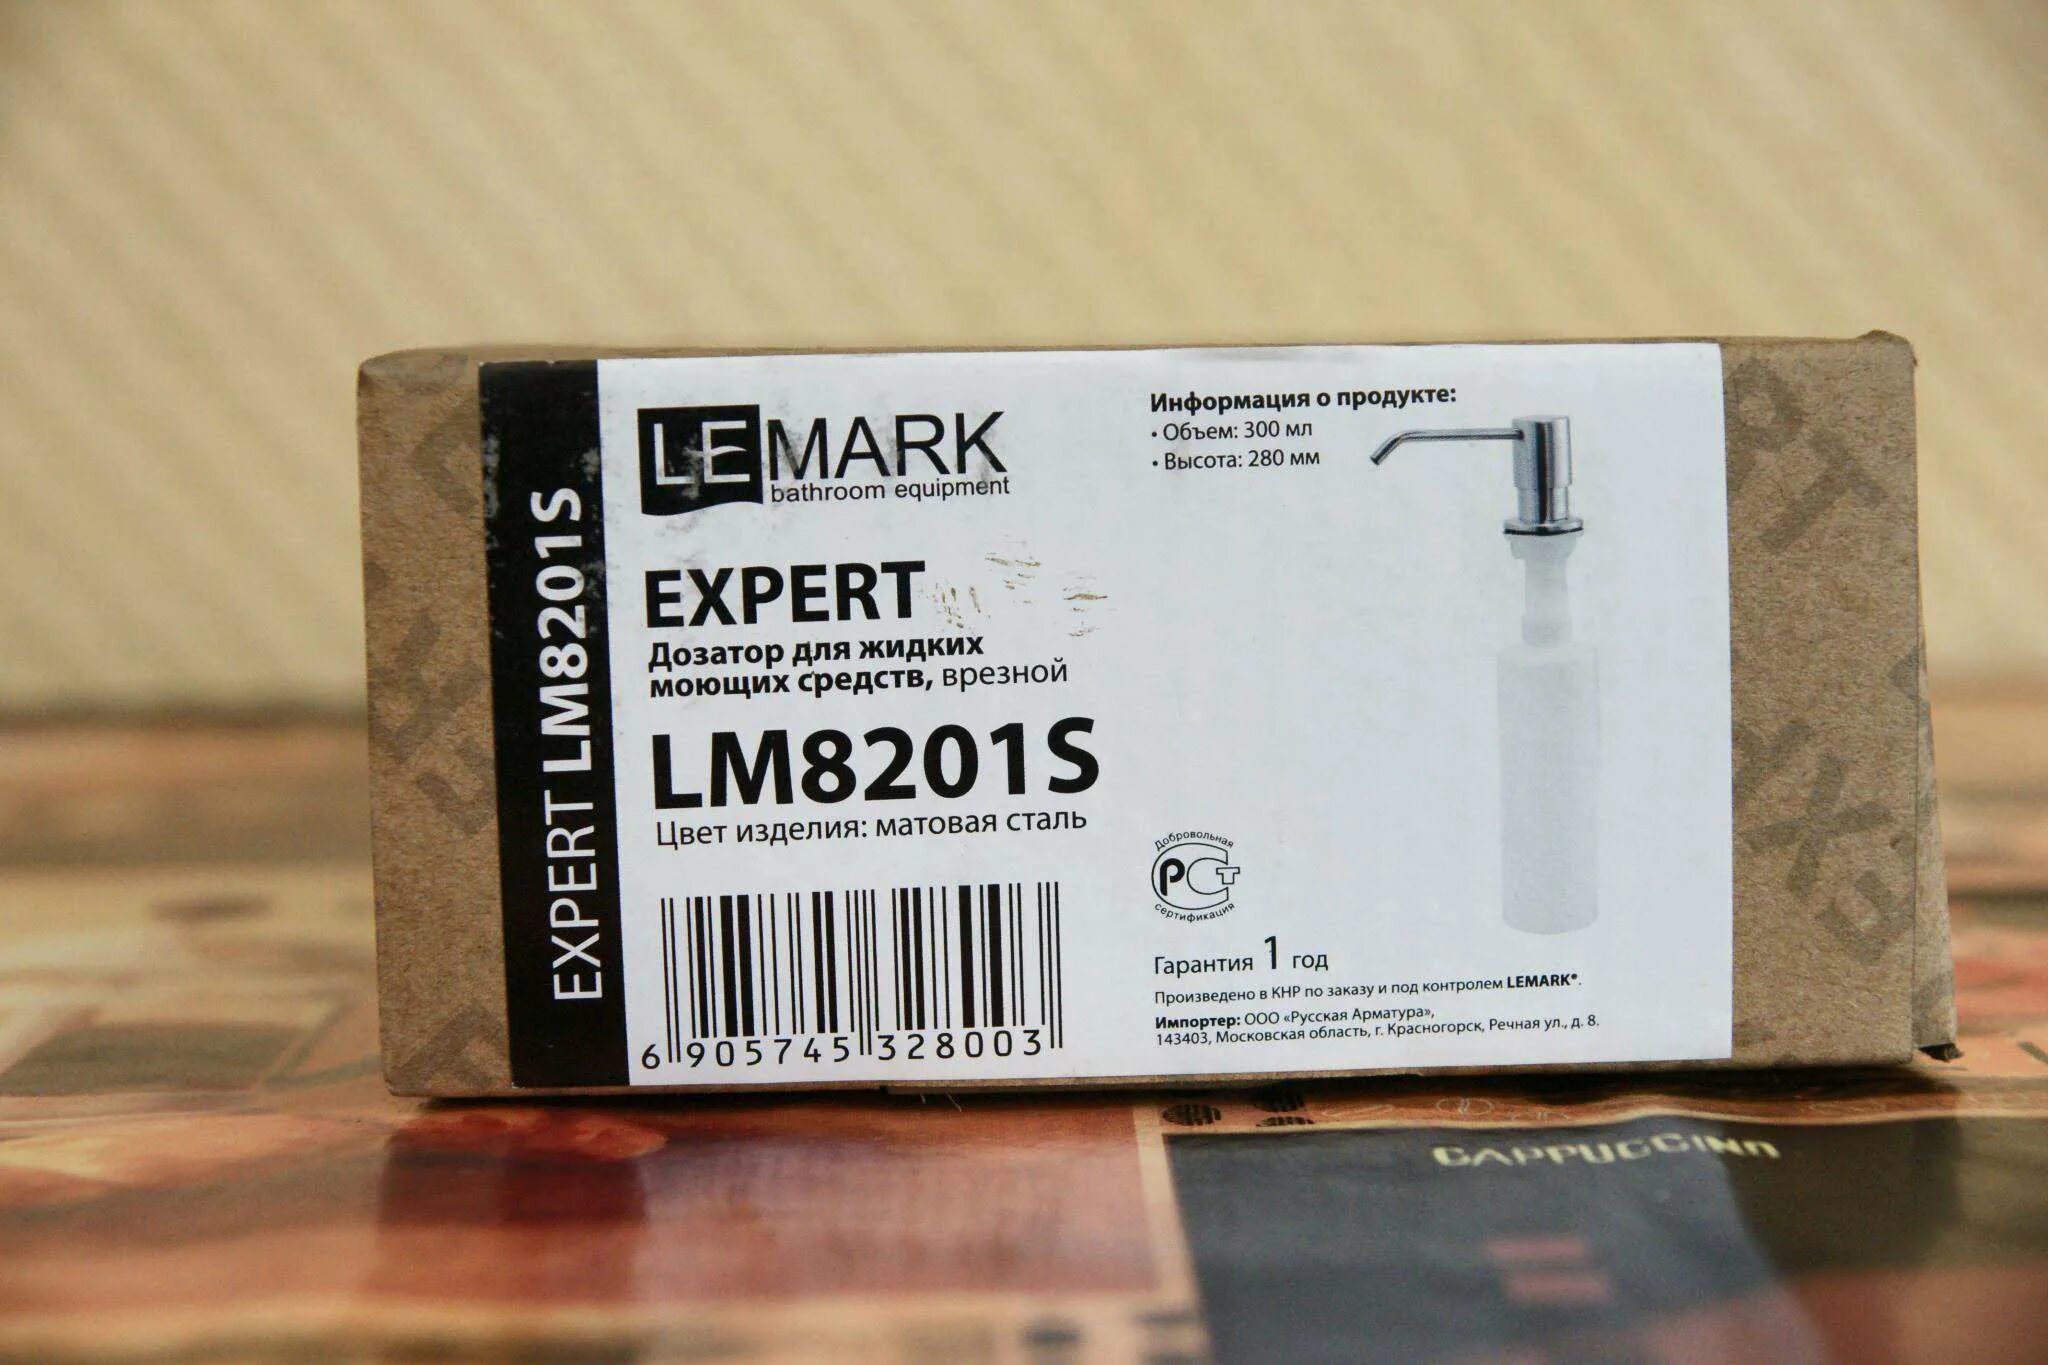 EXPERT LM8201S
LEMARK
bathroom equipment
EXPERT
Дозатор для жидких
моющих средств, врезной
LM8201S
Цвет изделия: матовая сталь
6 905745 328003
Информация о продукте:
• Объем: 300 мл
• Высота: 280 мм
Добровольная
РСТ
сертификация
Гарантия 1 год
Произведено в КНР по заказу и под контролем LEMARK®.
Импортер: ООО «Русская Арматура»,
143403, Московская область, г. Красногорск, Речная ул., д. 8.
CAPPUCCINO